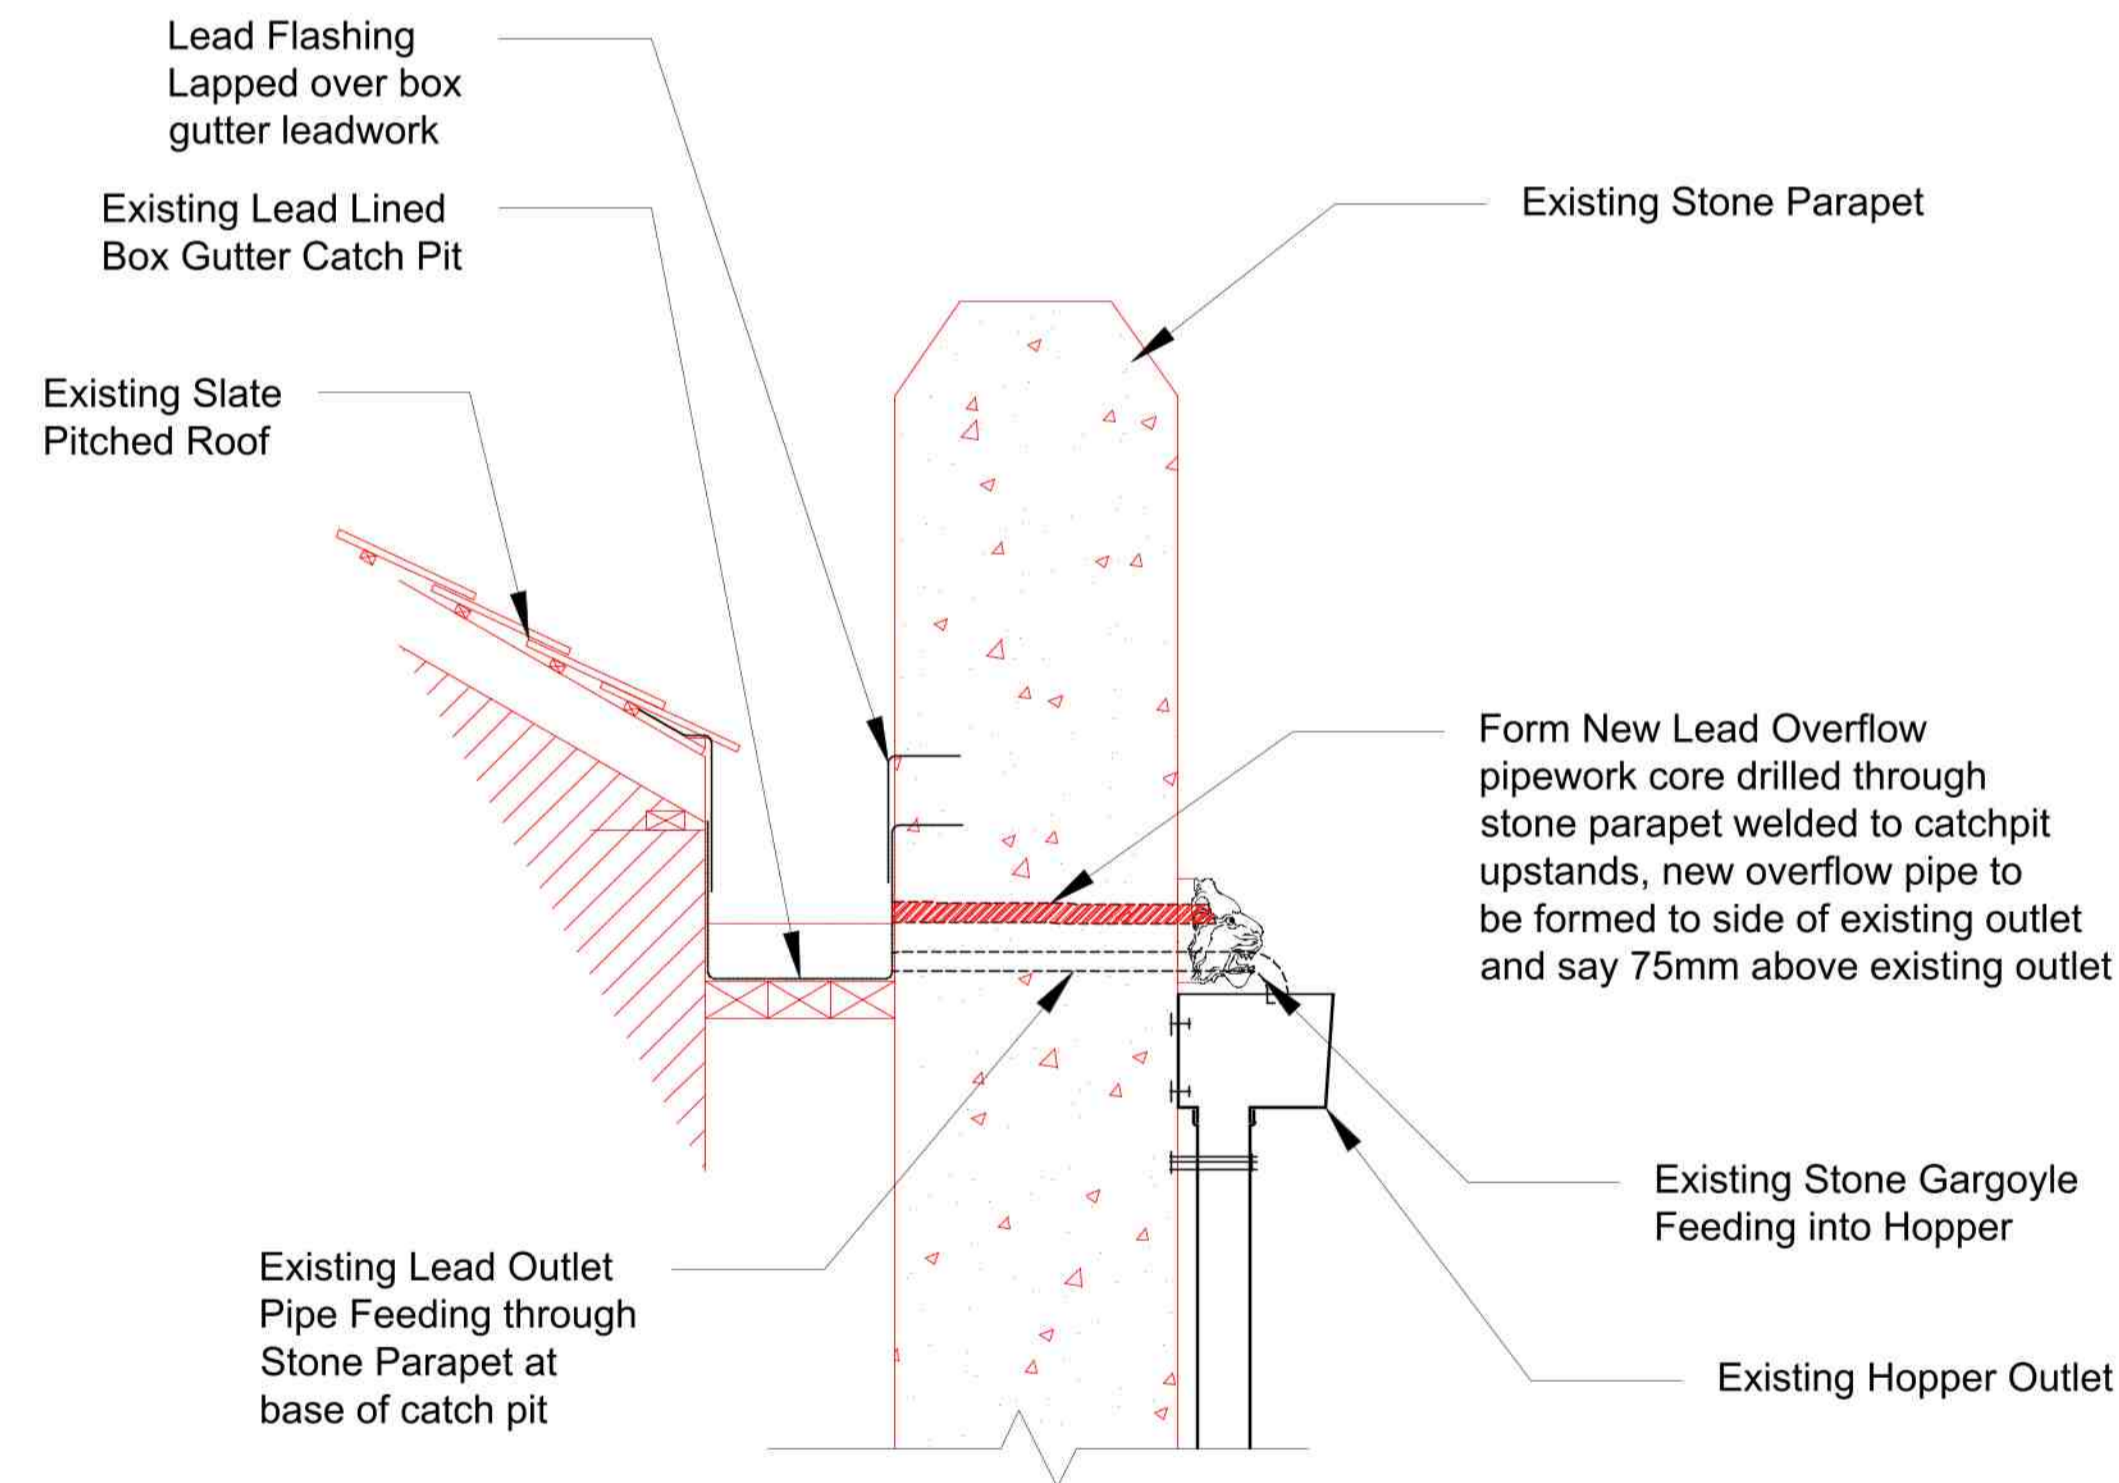 Lead Flashing
Lapped over box
gutter leadwork
Existing Lead Lined
Box Gutter Catch Pit
Existing Slate
Pitched Roof
Existing Stone Parapet
Form New Lead Overflow
pipework core drilled through
stone parapet welded to catchpit
upstands, new overflow pipe to
be formed to side of existing outlet
and say 75mm above existing outlet
Existing Stone Gargoyle
Feeding into Hopper
Existing Lead Outlet
Pipe Feeding through
Stone Parapet at
base of catch pit
Existing Hopper Outlet